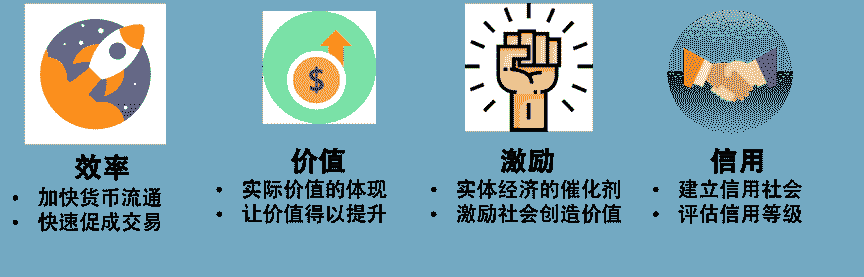 $
效率
• 加快货币流通
• 快速促成交易
价值
• 实际价值的体现
• 让价值得以提升
激励
• 实体经济的催化剂
• 激励社会创造价值
信用
• 建立信用社会
• 评估信用等级